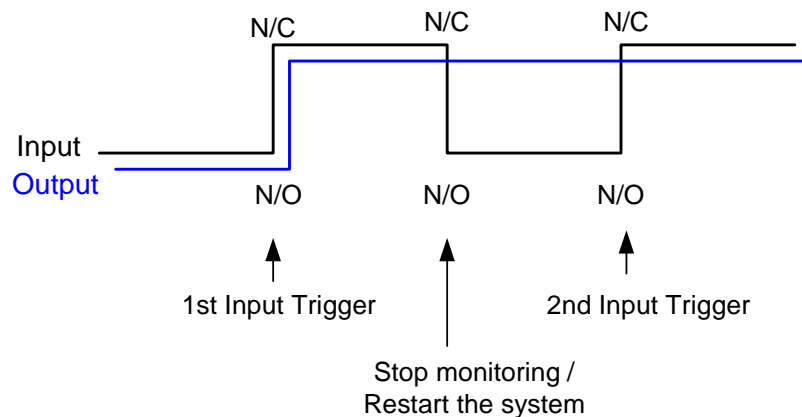 N/C
N/C
N/C
Input
Output
N/O
N/O
N/O
1st Input Trigger
2nd Input Trigger
Stop monitoring /
Restart the system